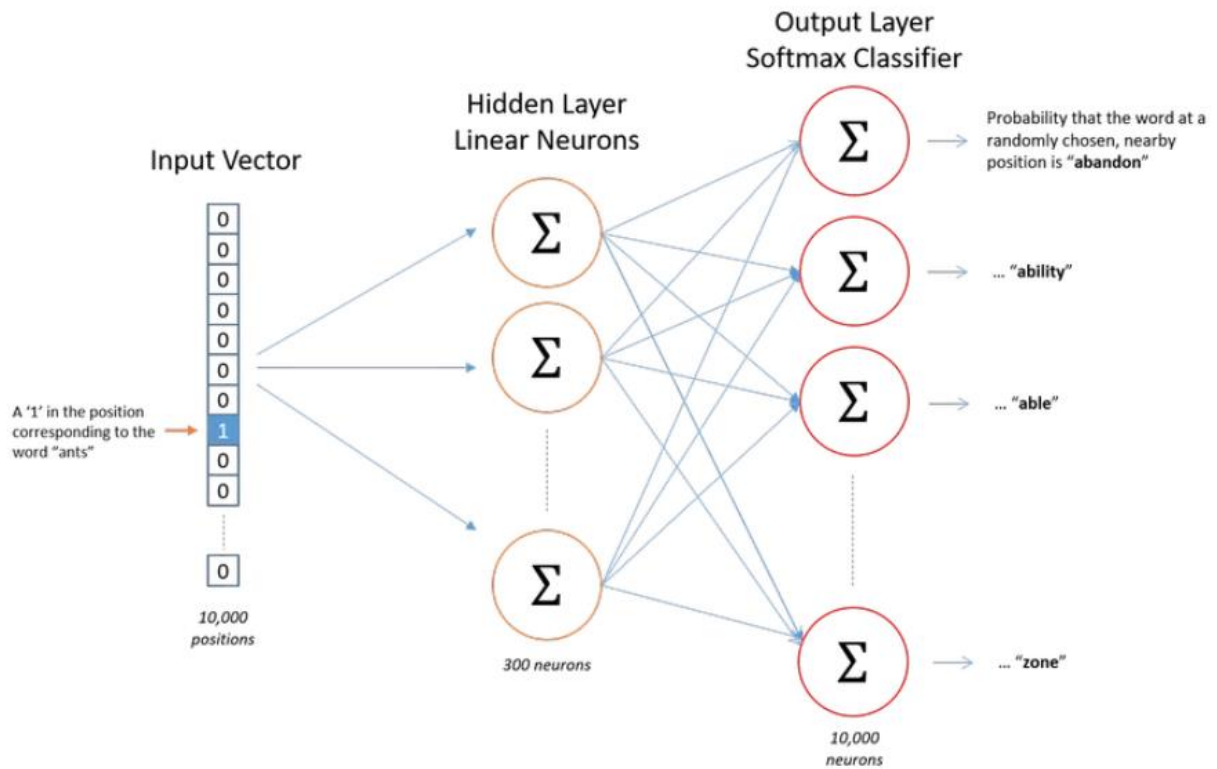 Output Layer
Softmax Classifier
Hidden Layer
Linear Neurons
Input Vector
0
0
0
0
0
0
0
1
0
0
0
A ‘1’ in the position
corresponding to the
word “ants”
10,000
positions
Σ
Σ
Σ
300 neurons
Σ
Σ
Σ
Σ
10,000
neurons
Probability that the word at a
randomly chosen, nearby
position is “abandon”
... “ability”
... “able”
... “zone”